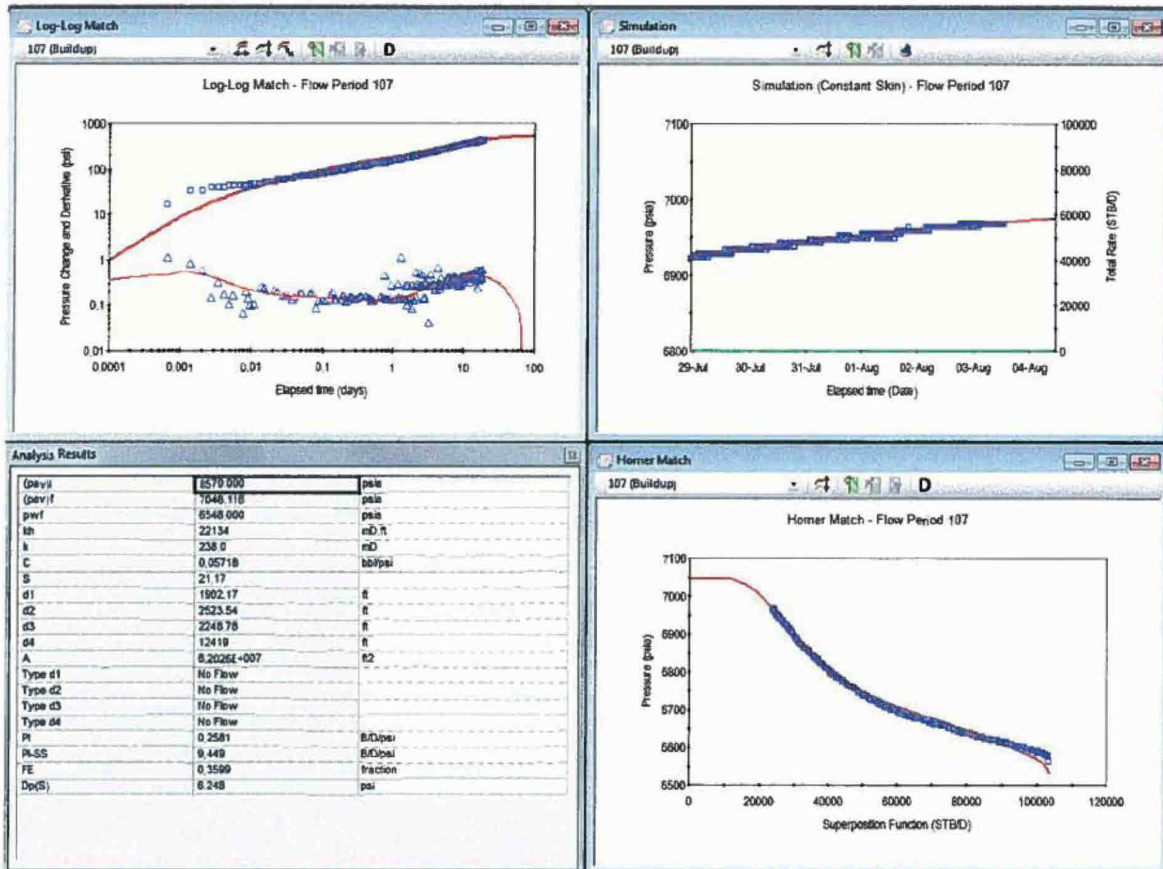 Log-Log Match
107 (Buildup)
D
Log-Log Match - Flow Period 107
Pressure Change and Derivative (psi)
1000
100
10
1
0.1
0.01
0.0001 0.001 0.01 0.1 1 10 100
Elapsed time (days)
Simulation
107 (Buildup)
Simulation (Constant Skin) - Flow Period 107
Pressure (psia)
7100
7000
6900
6800
Total Rate (STB/D)
100000
80000
60000
40000
20000
0
29-Jul 30-Jul 31-Jul 01-Aug 02-Aug 03-Aug 04-Aug
Elapsed time (Date)
Analysis Results
(pav)i psia
(pav)f 7046.118 psia
pwf 6548.000 psia
kh 22134 mD.ft
k 238.0 mD
C 0.05718 bbl/psi
S 21.17
d1 1902.17 ft
d2 2523.54 ft
d3 2248.78 ft
d4 12419 ft
A 6.2026E+007 ft2
Type d1 No Flow
Type d2 No Flow
Type d3 No Flow
Type d4 No Flow
PI 0.2581 B/D/psi
PI-SS 9.449 B/D/psi
FE 0.3599 fraction
Dp(S) 6.248 psi
Horner Match
107 (Buildup)
D
Horner Match - Flow Period 107
Pressure (psia)
7100
7000
6900
6800
6700
6600
6500
0 20000 40000 60000 80000 100000 120000
Superposition Function (STB/D)